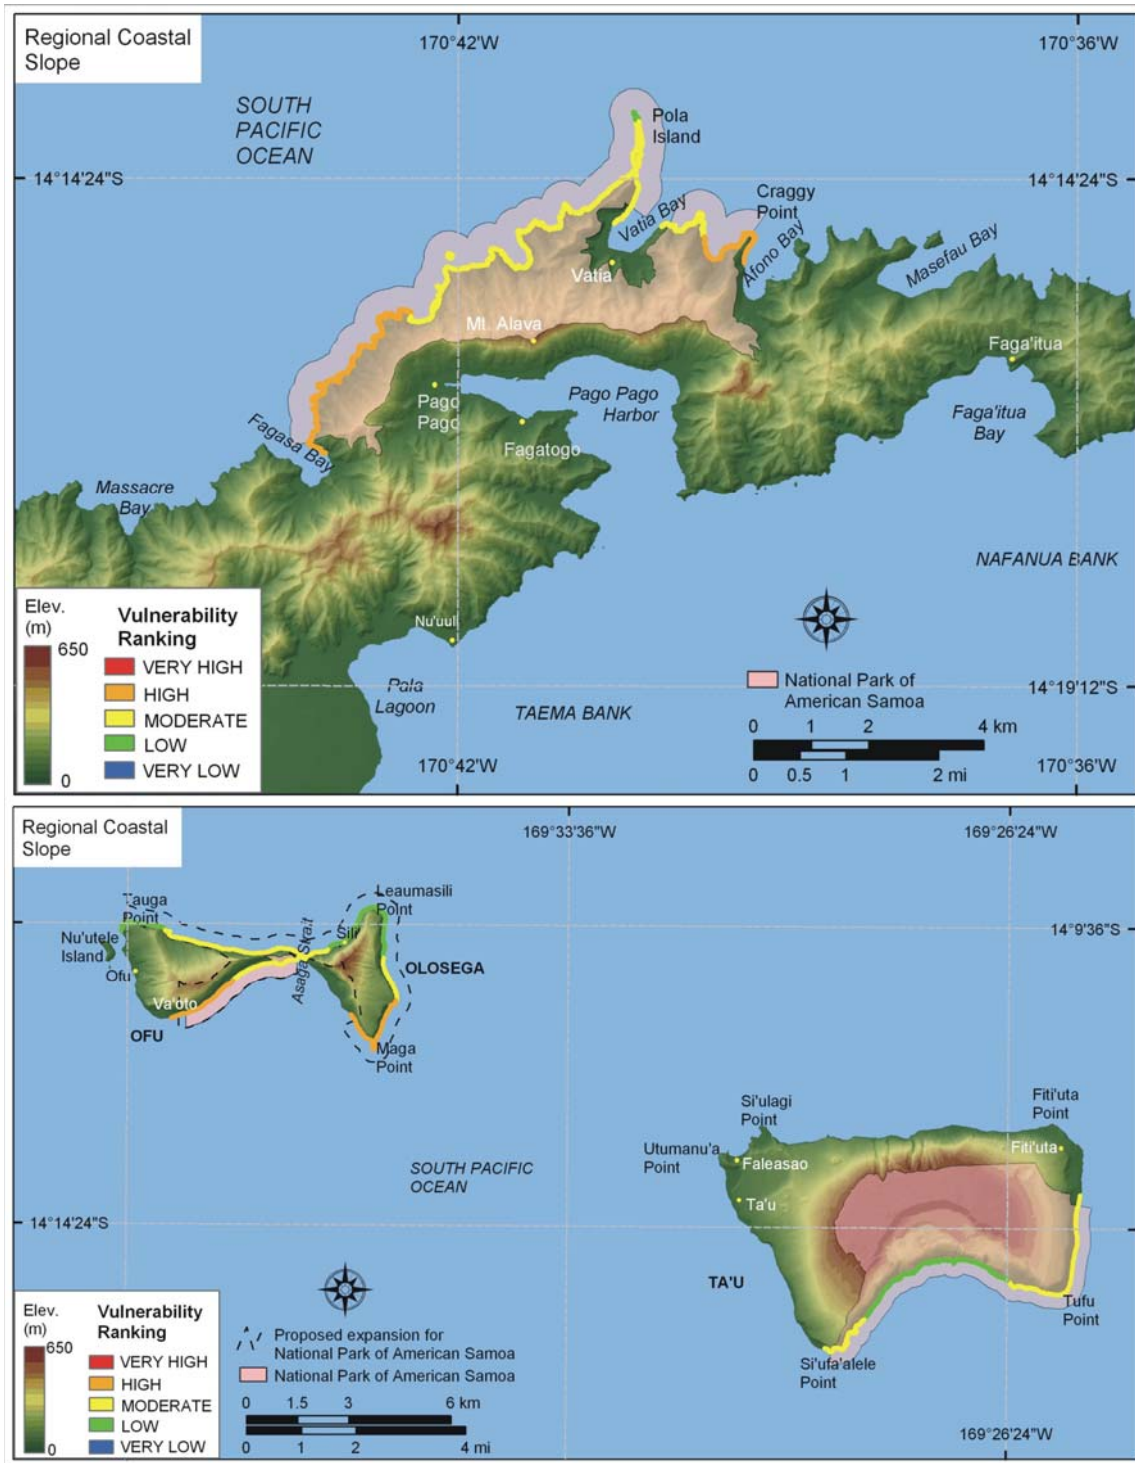 Regional Coastal
Slope
170°42'W
170°36'W
SOUTH
PACIFIC
OCEAN
Pola
Island
14°14'24"S
14°14'24"S
Craggy
Point
Vatia Bay
Afono Bay
Masefau Bay
Vatia
Mt. Alava
Faga'itua
Pago
Pago
Pago Pago
Harbor
Faga'itua
Bay
Fagasa Bay
Fagatogo
Massacre
Bay
NAFANUA BANK
Elev.
(m)
650
0
Vulnerability
Ranking
VERY HIGH
HIGH
MODERATE
LOW
VERY LOW
Nu'uuli
Pala
Lagoon
TAEMA BANK
National Park of
American Samoa
14°19'12"S
0 1 2 4 km
0 0.5 1 2 mi
170°42'W
170°36'W
Regional Coastal
Slope
169°33'36"W
169°26'24"W
Tauga
Point
Leaumasili
Point
Nu'utele
Island
Sili
Asaga Strait
14°9'36"S
Ofu
OLOSEGA
Va'oto
OFU
Maga
Point
Si'ulagi
Point
Fiti'uta
Point
Utumanu'a
Point
Faleasao
Fiti'uta
SOUTH PACIFIC
OCEAN
Ta'u
14°14'24"S
TA'U
Tufu
Point
Si'ufa'alele
Point
Elev.
(m)
650
0
Vulnerability
Ranking
VERY HIGH
HIGH
MODERATE
LOW
VERY LOW
Proposed expansion for
National Park of American Samoa
National Park of American Samoa
0 1.5 3 6 km
0 1 2 4 mi
169°26'24"W